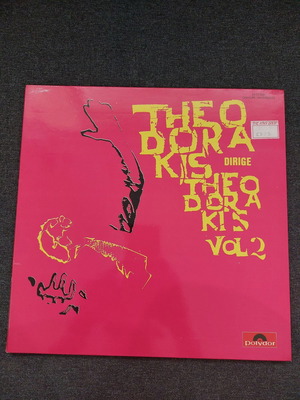 THEO
DORA
KIS
DIRIGE
THEO
DORA
KIS
VOL 2
polydor